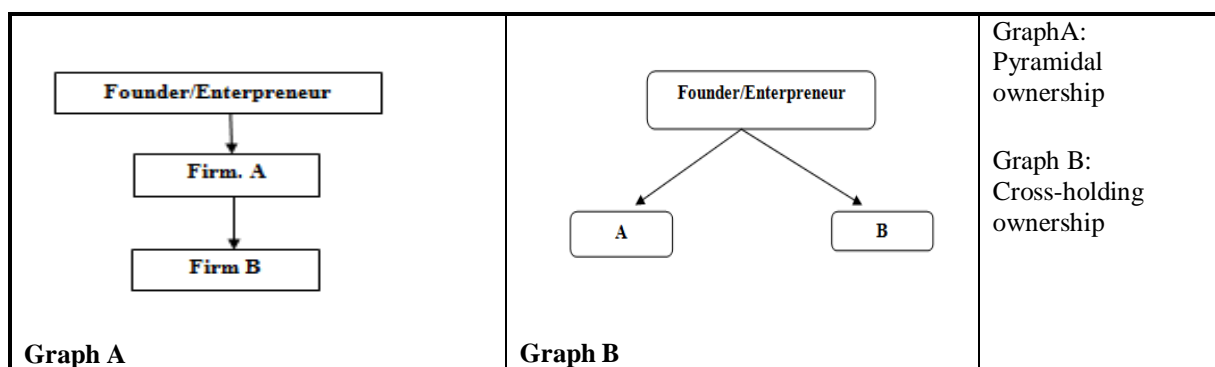 Founder/Enterpreneur
Firm. A
Firm B
Graph A
Founder/Enterpreneur
A
B
Graph B
GraphA:
Pyramidal
ownership
Graph B:
Cross-holding
ownership